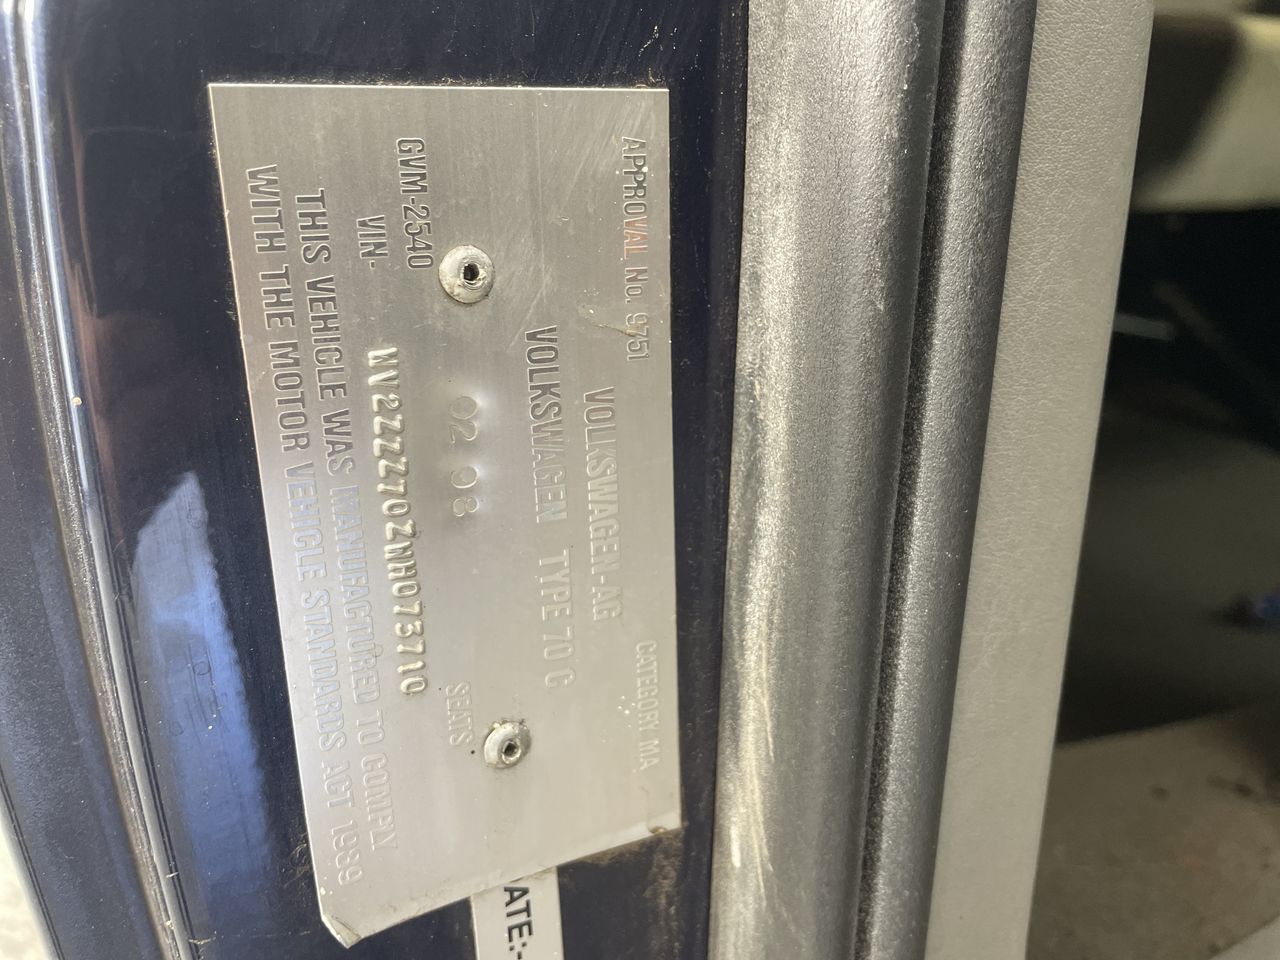 APPROVAL No. 9751 CATEGORY MA
VOLKSWAGEN-AG
VOLKSWAGEN TYPE 70 C
02 98 SEATS
GVM-2540
VIN- WV2ZZZ70ZWH073710
THIS VEHICLE WAS MANUFACTURED TO COMPLY
WITH THE MOTOR VEHICLE STANDARDS ACT 1989
ATE:-